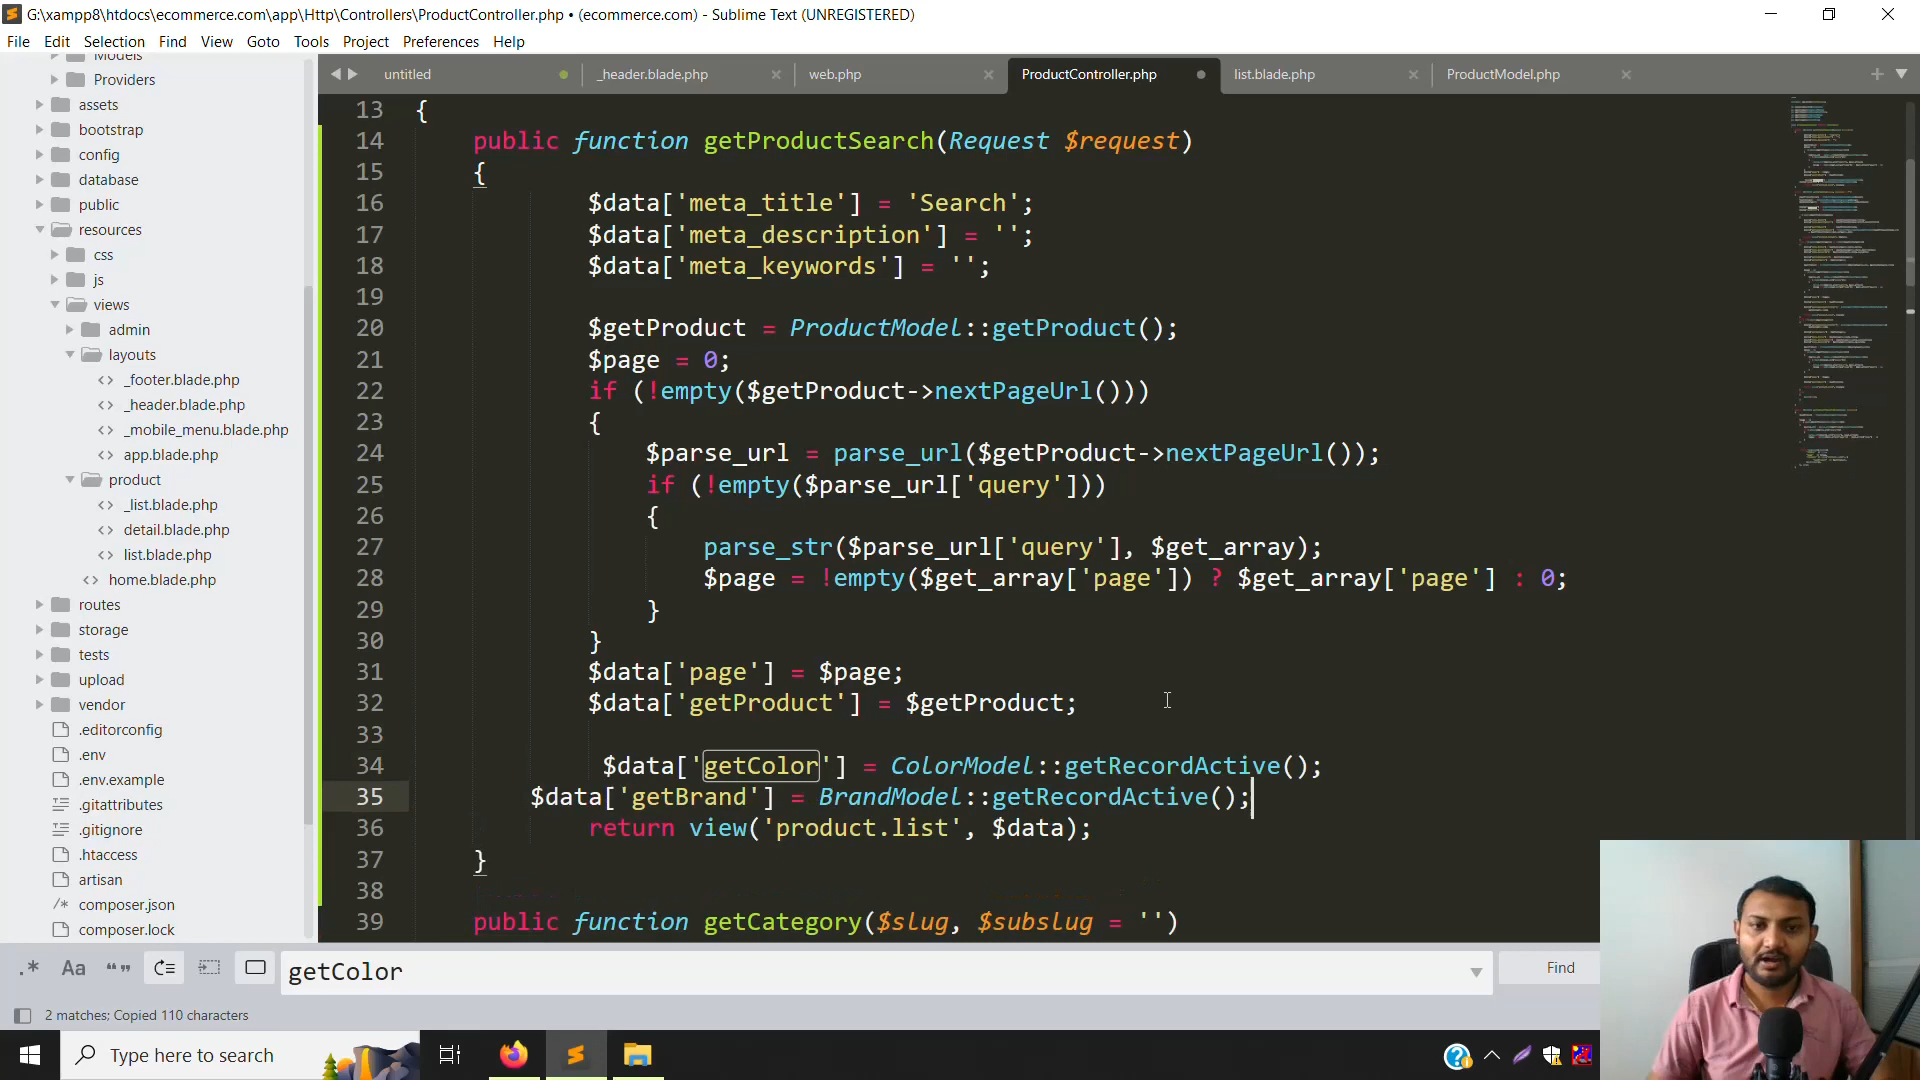 G:\xampp8\htdocs\ecommerce.com\app\Http\Controllers\ProductController.php • (ecommerce.com) - Sublime Text (UNREGISTERED)
File Edit Selection Find View Goto Tools Project Preferences Help
Models
Providers
assets
bootstrap
config
database
public
resources
css
js
views
admin
layouts
_footer.blade.php
_header.blade.php
_mobile_menu.blade.php
app.blade.php
product
_list.blade.php
detail.blade.php
list.blade.php
home.blade.php
routes
storage
tests
upload
vendor
.editorconfig
.env
.env.example
.gitattributes
.gitignore
.htaccess
artisan
composer.json
composer.lock
untitled _header.blade.php web.php ProductController.php list.blade.php ProductModel.php
13 {
14 public function getProductSearch(Request $request)
15 {
16 $data['meta_title'] = 'Search';
17 $data['meta_description'] = '';
18 $data['meta_keywords'] = '';
19
20 $getProduct = ProductModel::getProduct();
21 $page = 0;
22 if (!empty($getProduct->nextPageUrl()))
23 {
24 $parse_url = parse_url($getProduct->nextPageUrl());
25 if (!empty($parse_url['query']))
26 {
27 parse_str($parse_url['query'], $get_array);
28 $page = !empty($get_array['page']) ? $get_array['page'] : 0;
29 }
30 }
31 $data['page'] = $page;
32 $data['getProduct'] = $getProduct;
33
34 $data['getColor'] = ColorModel::getRecordActive();
35 $data['getBrand'] = BrandModel::getRecordActive();
36 return view('product.list', $data);
37 }
38
39 public function getCategory($slug, $subslug = '')
.* Aa “” getColor Find
2 matches; Copied 110 characters
Type here to search